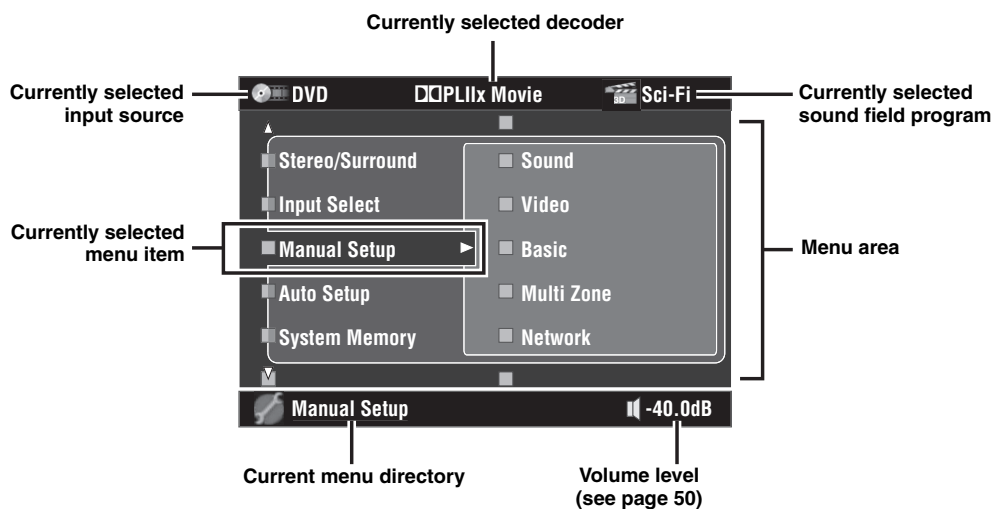 Currently selected decoder
Currently selected
input source
DVD
PLIIx Movie
3D
Sci-Fi
Currently selected
sound field program
Stereo/Surround
Sound
Input Select
Video
Currently selected
menu item
Manual Setup
Basic
Menu area
Auto Setup
Multi Zone
System Memory
Network
Manual Setup
-40.0dB
Current menu directory
Volume level
(see page 50)